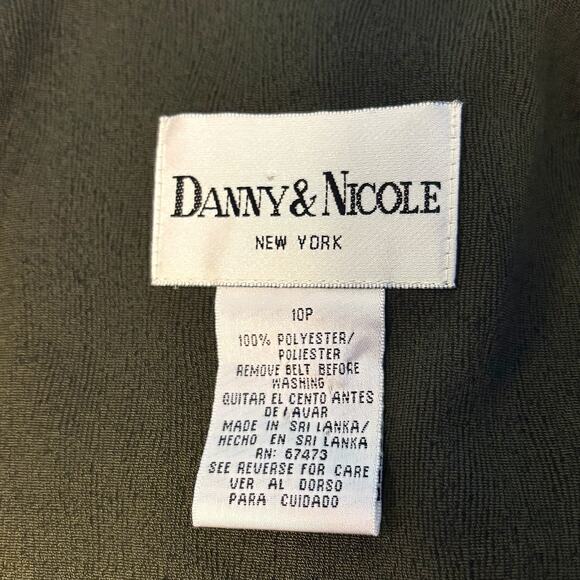 DANNY & NICOLE
NEW YORK
10P
100% POLYESTER/
POLIESTER
REMOVE BELT BEFORE
WASHING
QUITAR EL CENTO ANTES
DE LAVAR
MADE IN SRI LANKA/
HECHO EN SRI LANKA
RN: 67473
SEE REVERSE FOR CARE
VER AL DORSO
PARA CUIDADO